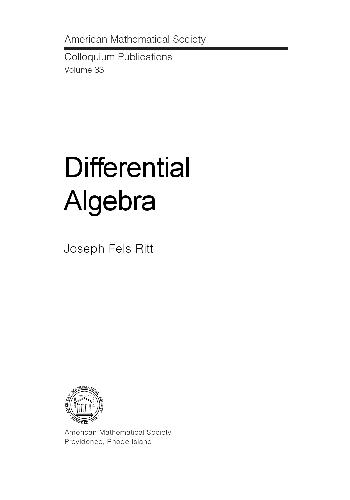 American Mathematical Society
Colloquium Publications
Volume 33
Differential
Algebra
Joseph Fels Ritt
American Mathematical Society
Providence, Rhode Island